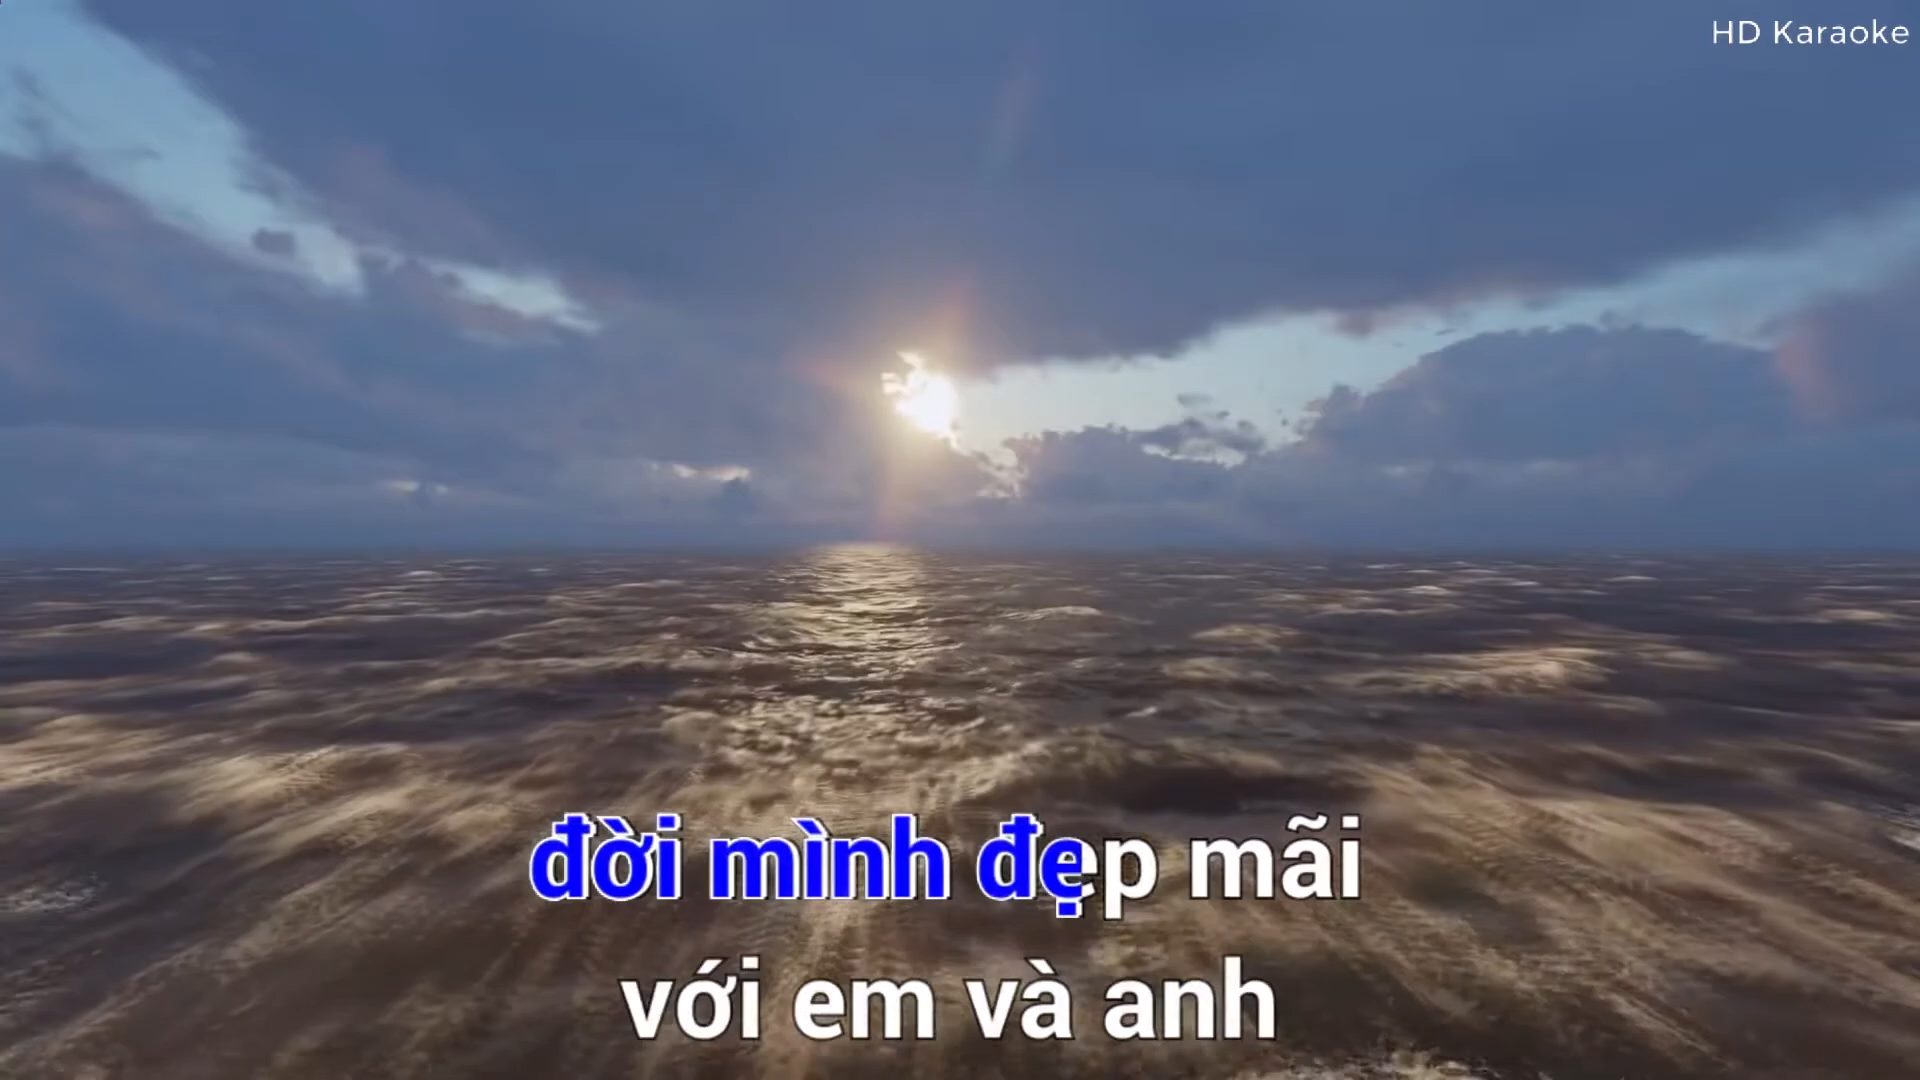 HD Karaoke
đời mình đẹp mãi
với em và anh